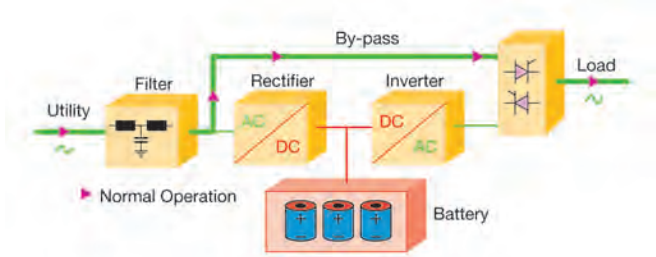 By-pass
Filter
Rectifier
Inverter
Load
Utility
AC
DC
DC
AC
Normal Operation
Battery
+ + +
- - -